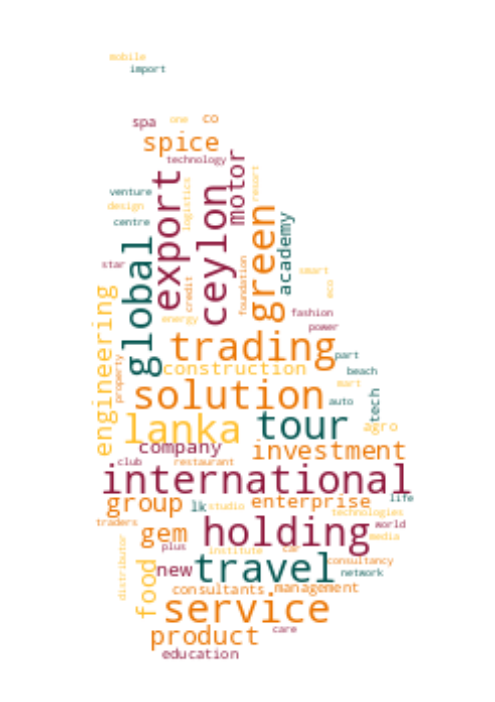 mobile
import
spa one co
spice
technology
motor
export
ceylon
logistics
resort
venture
design
centre
green
academy
global
star
credit
foundation
energy
smart
eco
fashion
power
engineering
property
trading
part
construction
beach
solution
mart
auto
tech
lanka
tour
agro
company
investment
club
restaurant
international
group
lk
studio
enterprise
life
technologies
traders
gem
holding
world
media
plus
institute
car
consultancy
distributor
food
new
travel
network
consultants
management
service
product
care
education